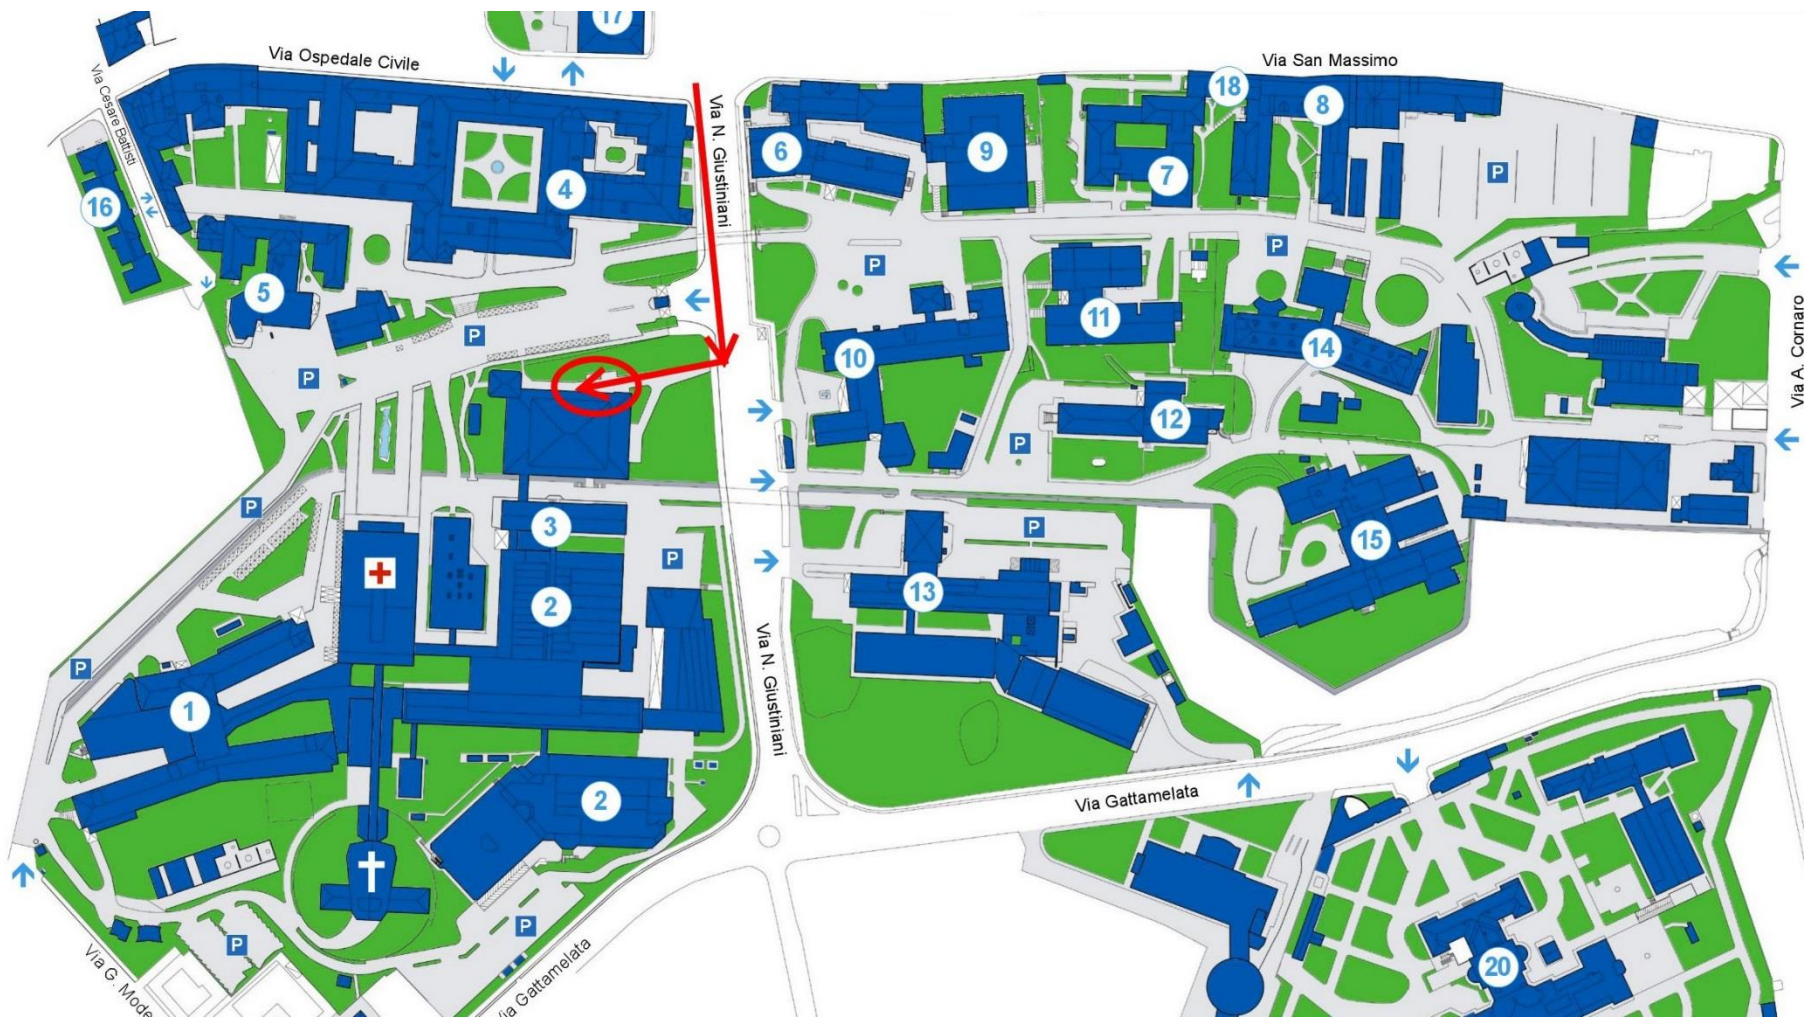 17
Via Ospedale Civile
Via San Massimo
Via Cesare Battisti
Via N. Giustiniani
18
8
6
9
7
4
P
16
P
P
5
11
Via A. Cornaro
P
10
14
P
12
P
P
3
P
15
P
2
13
P
1
Via N. Giustiniani
2
Via Gattamelata
P
P
Via G. Mode
Via Gattamelata
20